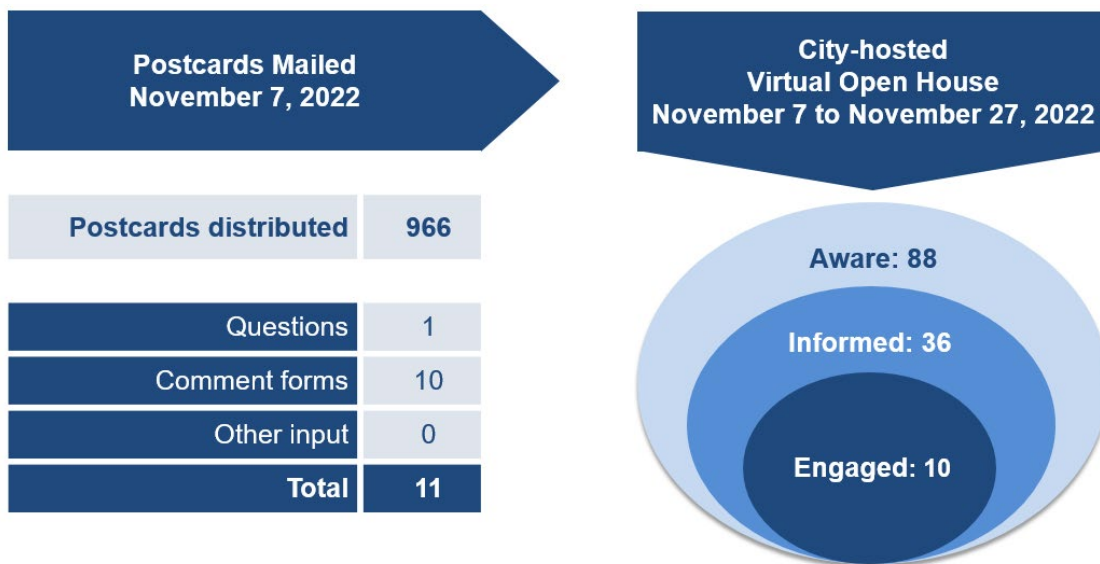 Postcards Mailed
November 7, 2022
Postcards distributed 966
Questions 1
Comment forms 10
Other input 0
Total 11
City-hosted
Virtual Open House
November 7 to November 27, 2022
Aware: 88
Informed: 36
Engaged: 10